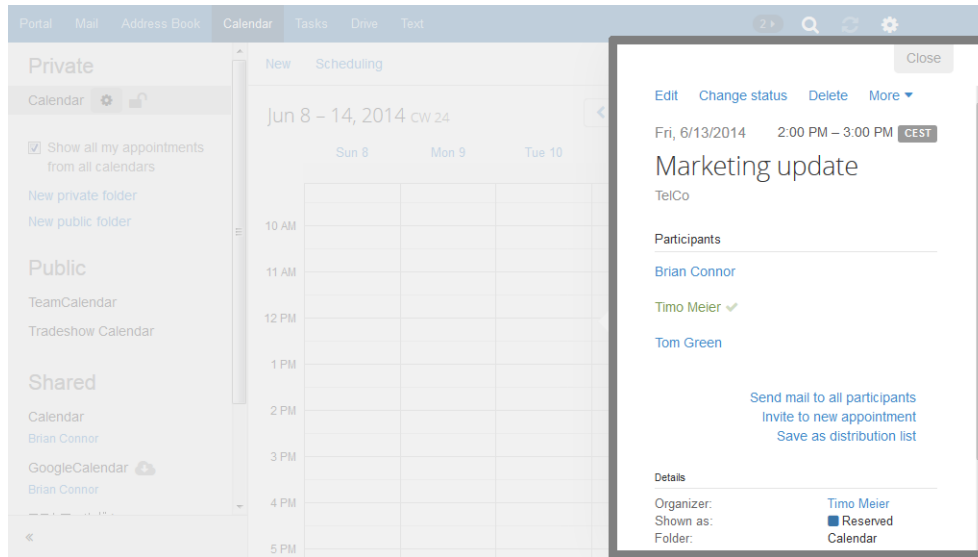 Portal Mail Address Book Calendar Tasks Drive Text 2
Private
Calendar
Show all my appointments
from all calendars
New private folder
New public folder
Public
TeamCalendar
Tradeshow Calendar
Shared
Calendar
Brian Connor
GoogleCalendar
Brian Connor
«
New Scheduling
Jun 8 – 14, 2014 CW 24
Sun 8 Mon 9 Tue 10
10 AM
11 AM
12 PM
1 PM
2 PM
3 PM
4 PM
5 PM
Close
Edit Change status Delete More
Fri, 6/13/2014 2:00 PM – 3:00 PM CEST
Marketing update
TelCo
Participants
Brian Connor
Timo Meier
Tom Green
Send mail to all participants
Invite to new appointment
Save as distribution list
Details
Organizer: Timo Meier
Shown as: Reserved
Folder: Calendar